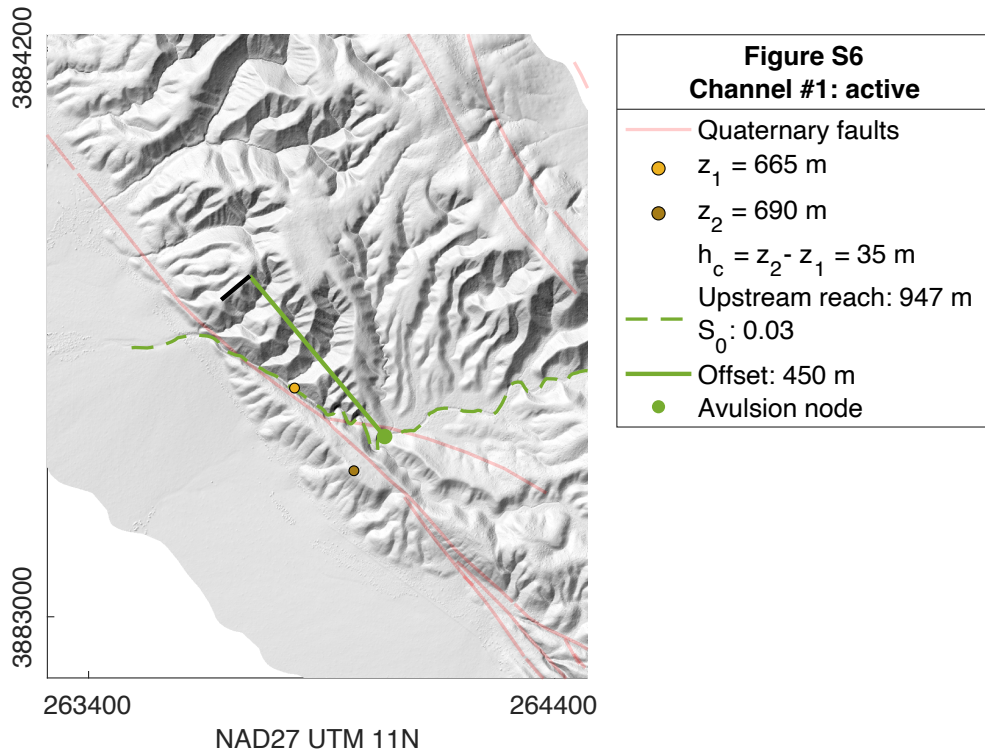 3884200
3883000
263400
264400
NAD27 UTM 11N
Figure S6
Channel #1: active
Quaternary faults
z₁ = 665 m
z₂ = 690 m
h_c = z₂- z₁ = 35 m
Upstream reach: 947 m
S₀: 0.03
Offset: 450 m
Avulsion node